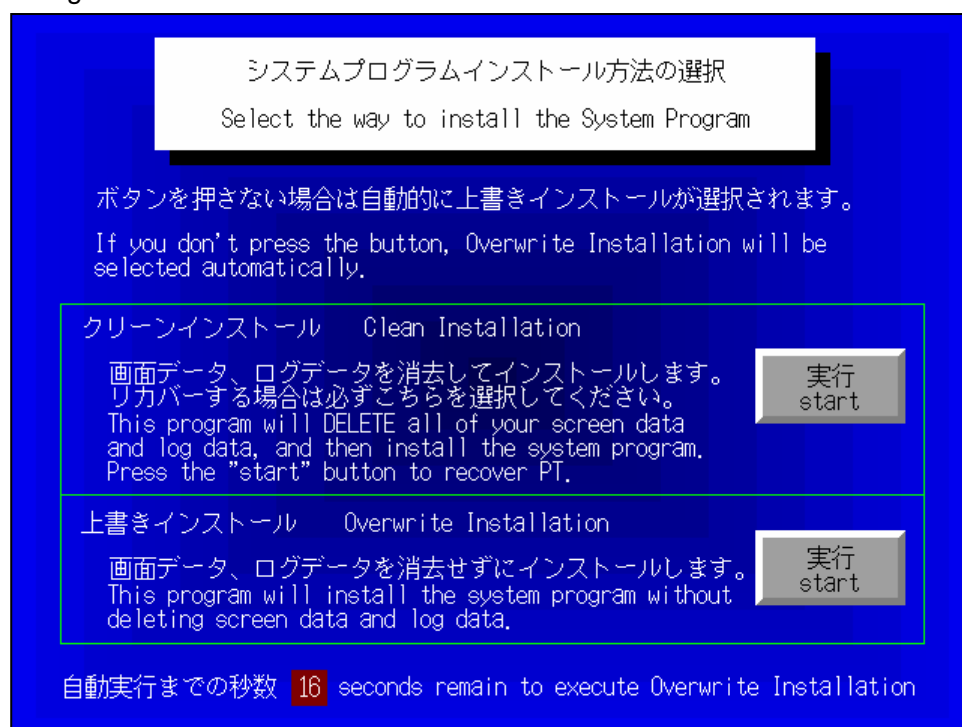 システムプログラムインストール方法の選択
Select the way to install the System Program
ボタンを押さない場合は自動的に上書きインストールが選択されます。
If you don't press the button, Overwrite Installation will be
selected automatically.
クリーンインストール Clean Installation
画面データ、ログデータを消去してインストールします。
リカバーする場合は必ずこちらを選択してください。
This program will DELETE all of your screen data
and log data, and then install the system program.
Press the "start" button to recover PT.
実行
start
上書きインストール Overwrite Installation
画面データ、ログデータを消去せずにインストールします。
This program will install the system program without
deleting screen data and log data.
実行
start
自動実行までの秒数 16 seconds remain to execute Overwrite Installation